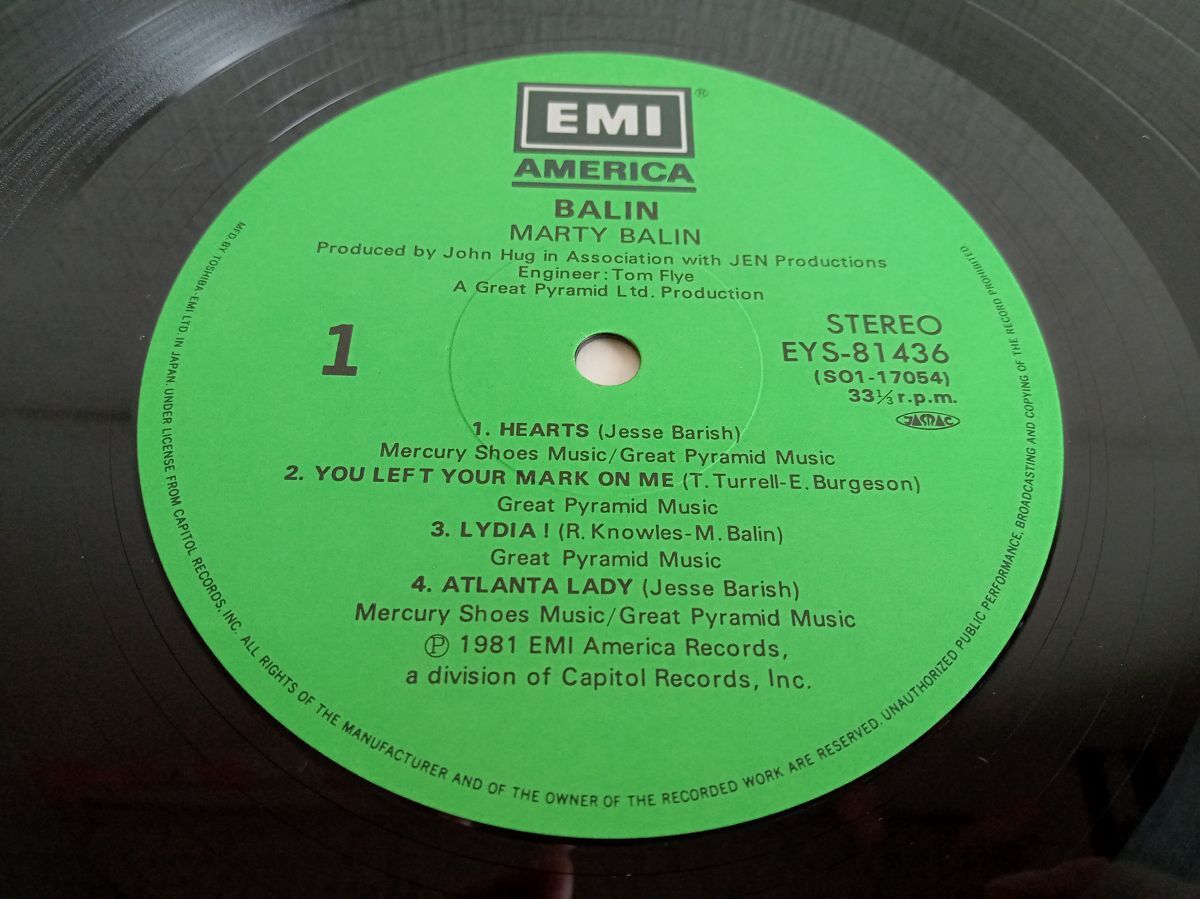 EMI ®
AMERICA
BALIN
MARTY BALIN
Produced by John Hug in Association with JEN Productions
Engineer: Tom Flye
A Great Pyramid Ltd. Production
1
STEREO
EYS-81436
(SO1-17054)
33⅓ r.p.m.
JASRAC
1. HEARTS (Jesse Barish)
Mercury Shoes Music/Great Pyramid Music
2. YOU LEFT YOUR MARK ON ME (T. Turrell-E. Burgeson)
Great Pyramid Music
3. LYDIA! (R. Knowles-M. Balin)
Great Pyramid Music
4. ATLANTA LADY (Jesse Barish)
Mercury Shoes Music/Great Pyramid Music
℗ 1981 EMI America Records,
a division of Capitol Records, Inc.
MFD. BY TOSHIBA-EMI LTD. IN JAPAN. UNDER LICENSE FROM CAPITOL RECORDS, INC. ALL RIGHTS OF THE MANUFACTURER AND OF THE OWNER OF THE RECORDED WORK ARE RESERVED. UNAUTHORIZED PUBLIC PERFORMANCE, BROADCASTING AND COPYING OF THE RECORD PROHIBITED